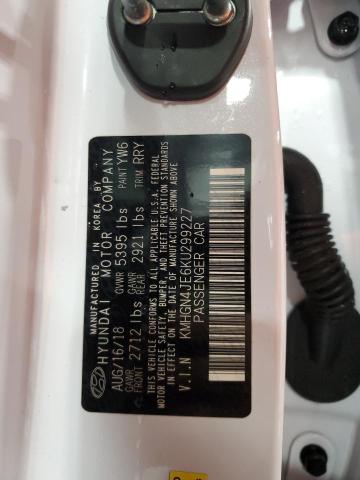 MANUFACTURED IN KOREA BY
HYUNDAI MOTOR COMPANY
AUG/16/18 GVWR 5395 lbs PAINT YW6
GAWR FRONT 2712 lbs GAWR REAR 2921 lbs TRIM RRY
THIS VEHICLE CONFORMS TO ALL APPLICABLE U.S.A. FEDERAL
MOTOR VEHICLE SAFETY, BUMPER, AND THEFT PREVENTION STANDARDS
IN EFFECT ON THE DATE OF MANUFACTURE SHOWN ABOVE
V.I.N KMHGN4JE6KU299227
PASSENGER CAR